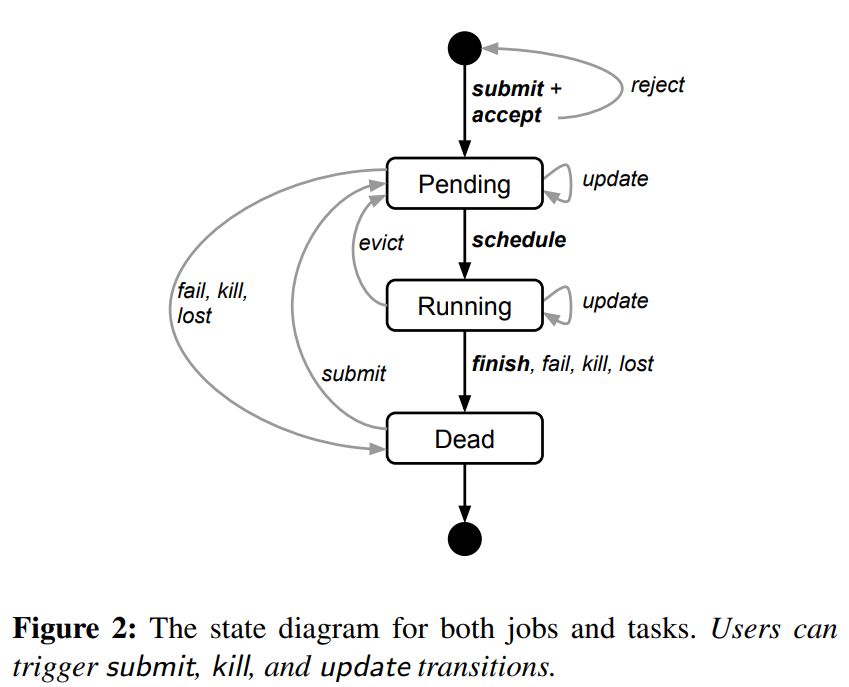 submit +
accept
reject
Pending
update
evict
schedule
fail, kill,
lost
Running
update
submit
finish, fail, kill, lost
Dead
Figure 2: The state diagram for both jobs and tasks. Users can
trigger submit, kill, and update transitions.